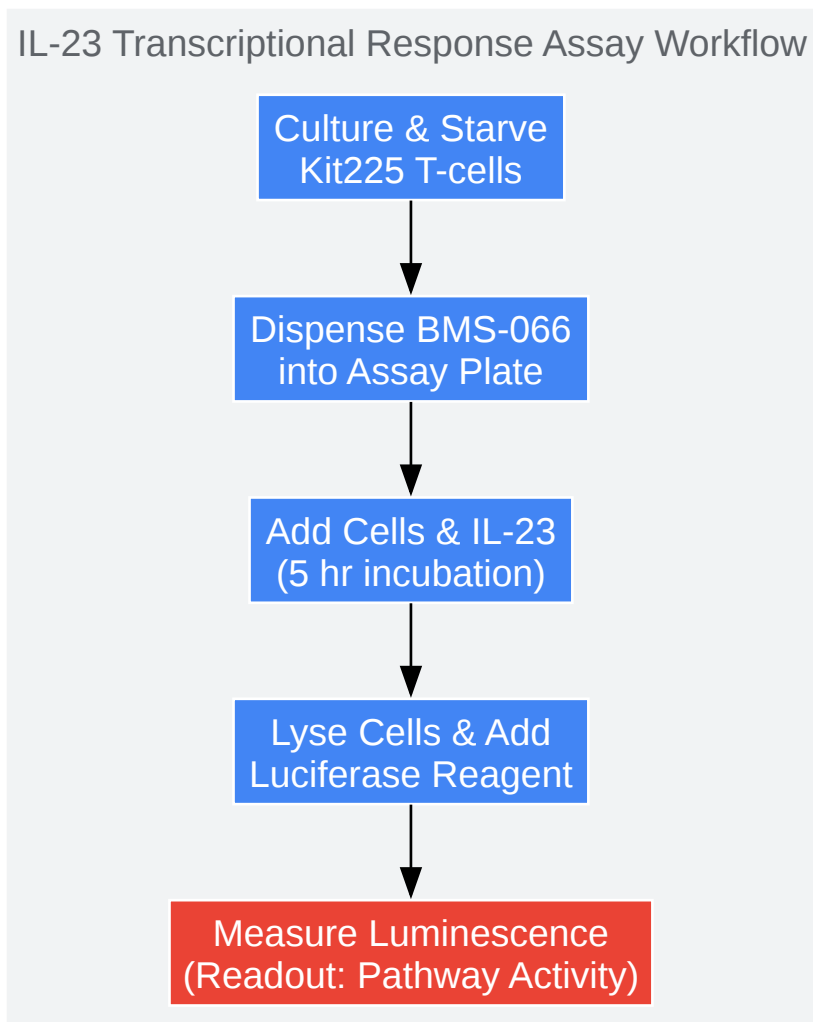 IL-23 Transcriptional Response Assay Workflow
Culture & Starve
Kit225 T-cells
Dispense BMS-066
into Assay Plate
Add Cells & IL-23
(5 hr incubation)
Lyse Cells & Add
Luciferase Reagent
Measure Luminescence
(Readout: Pathway Activity)